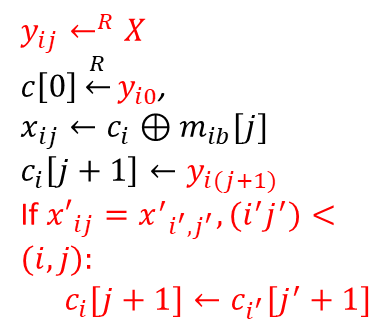 y_{ij} ←^R X
c[0] ←^R y_{i0},
x_{ij} ← c_i ⊕ m_{ib}[j]
c_i[j + 1] ← y_{i(j+1)}
If x'_{ij} = x'_{i',j'}, (i'j') <
(i, j):
c_i[j + 1] ← c_{i'}[j' + 1]